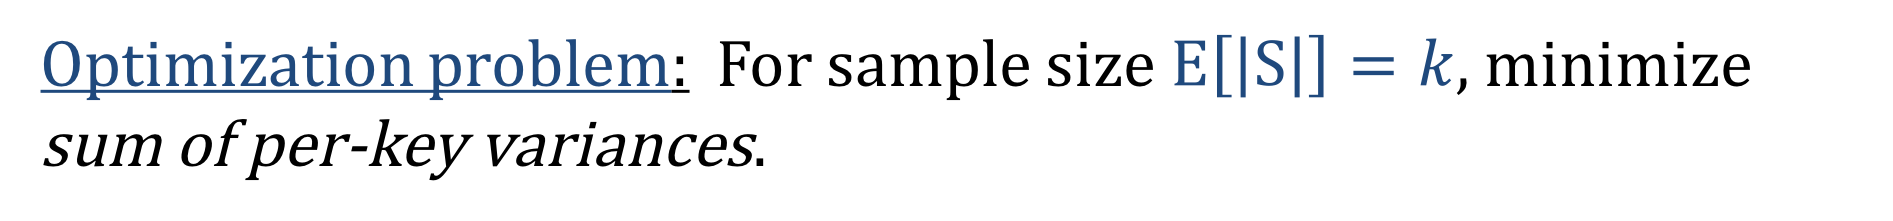 Optimization problem: For sample size E[|S|] = k, minimize
sum of per-key variances.